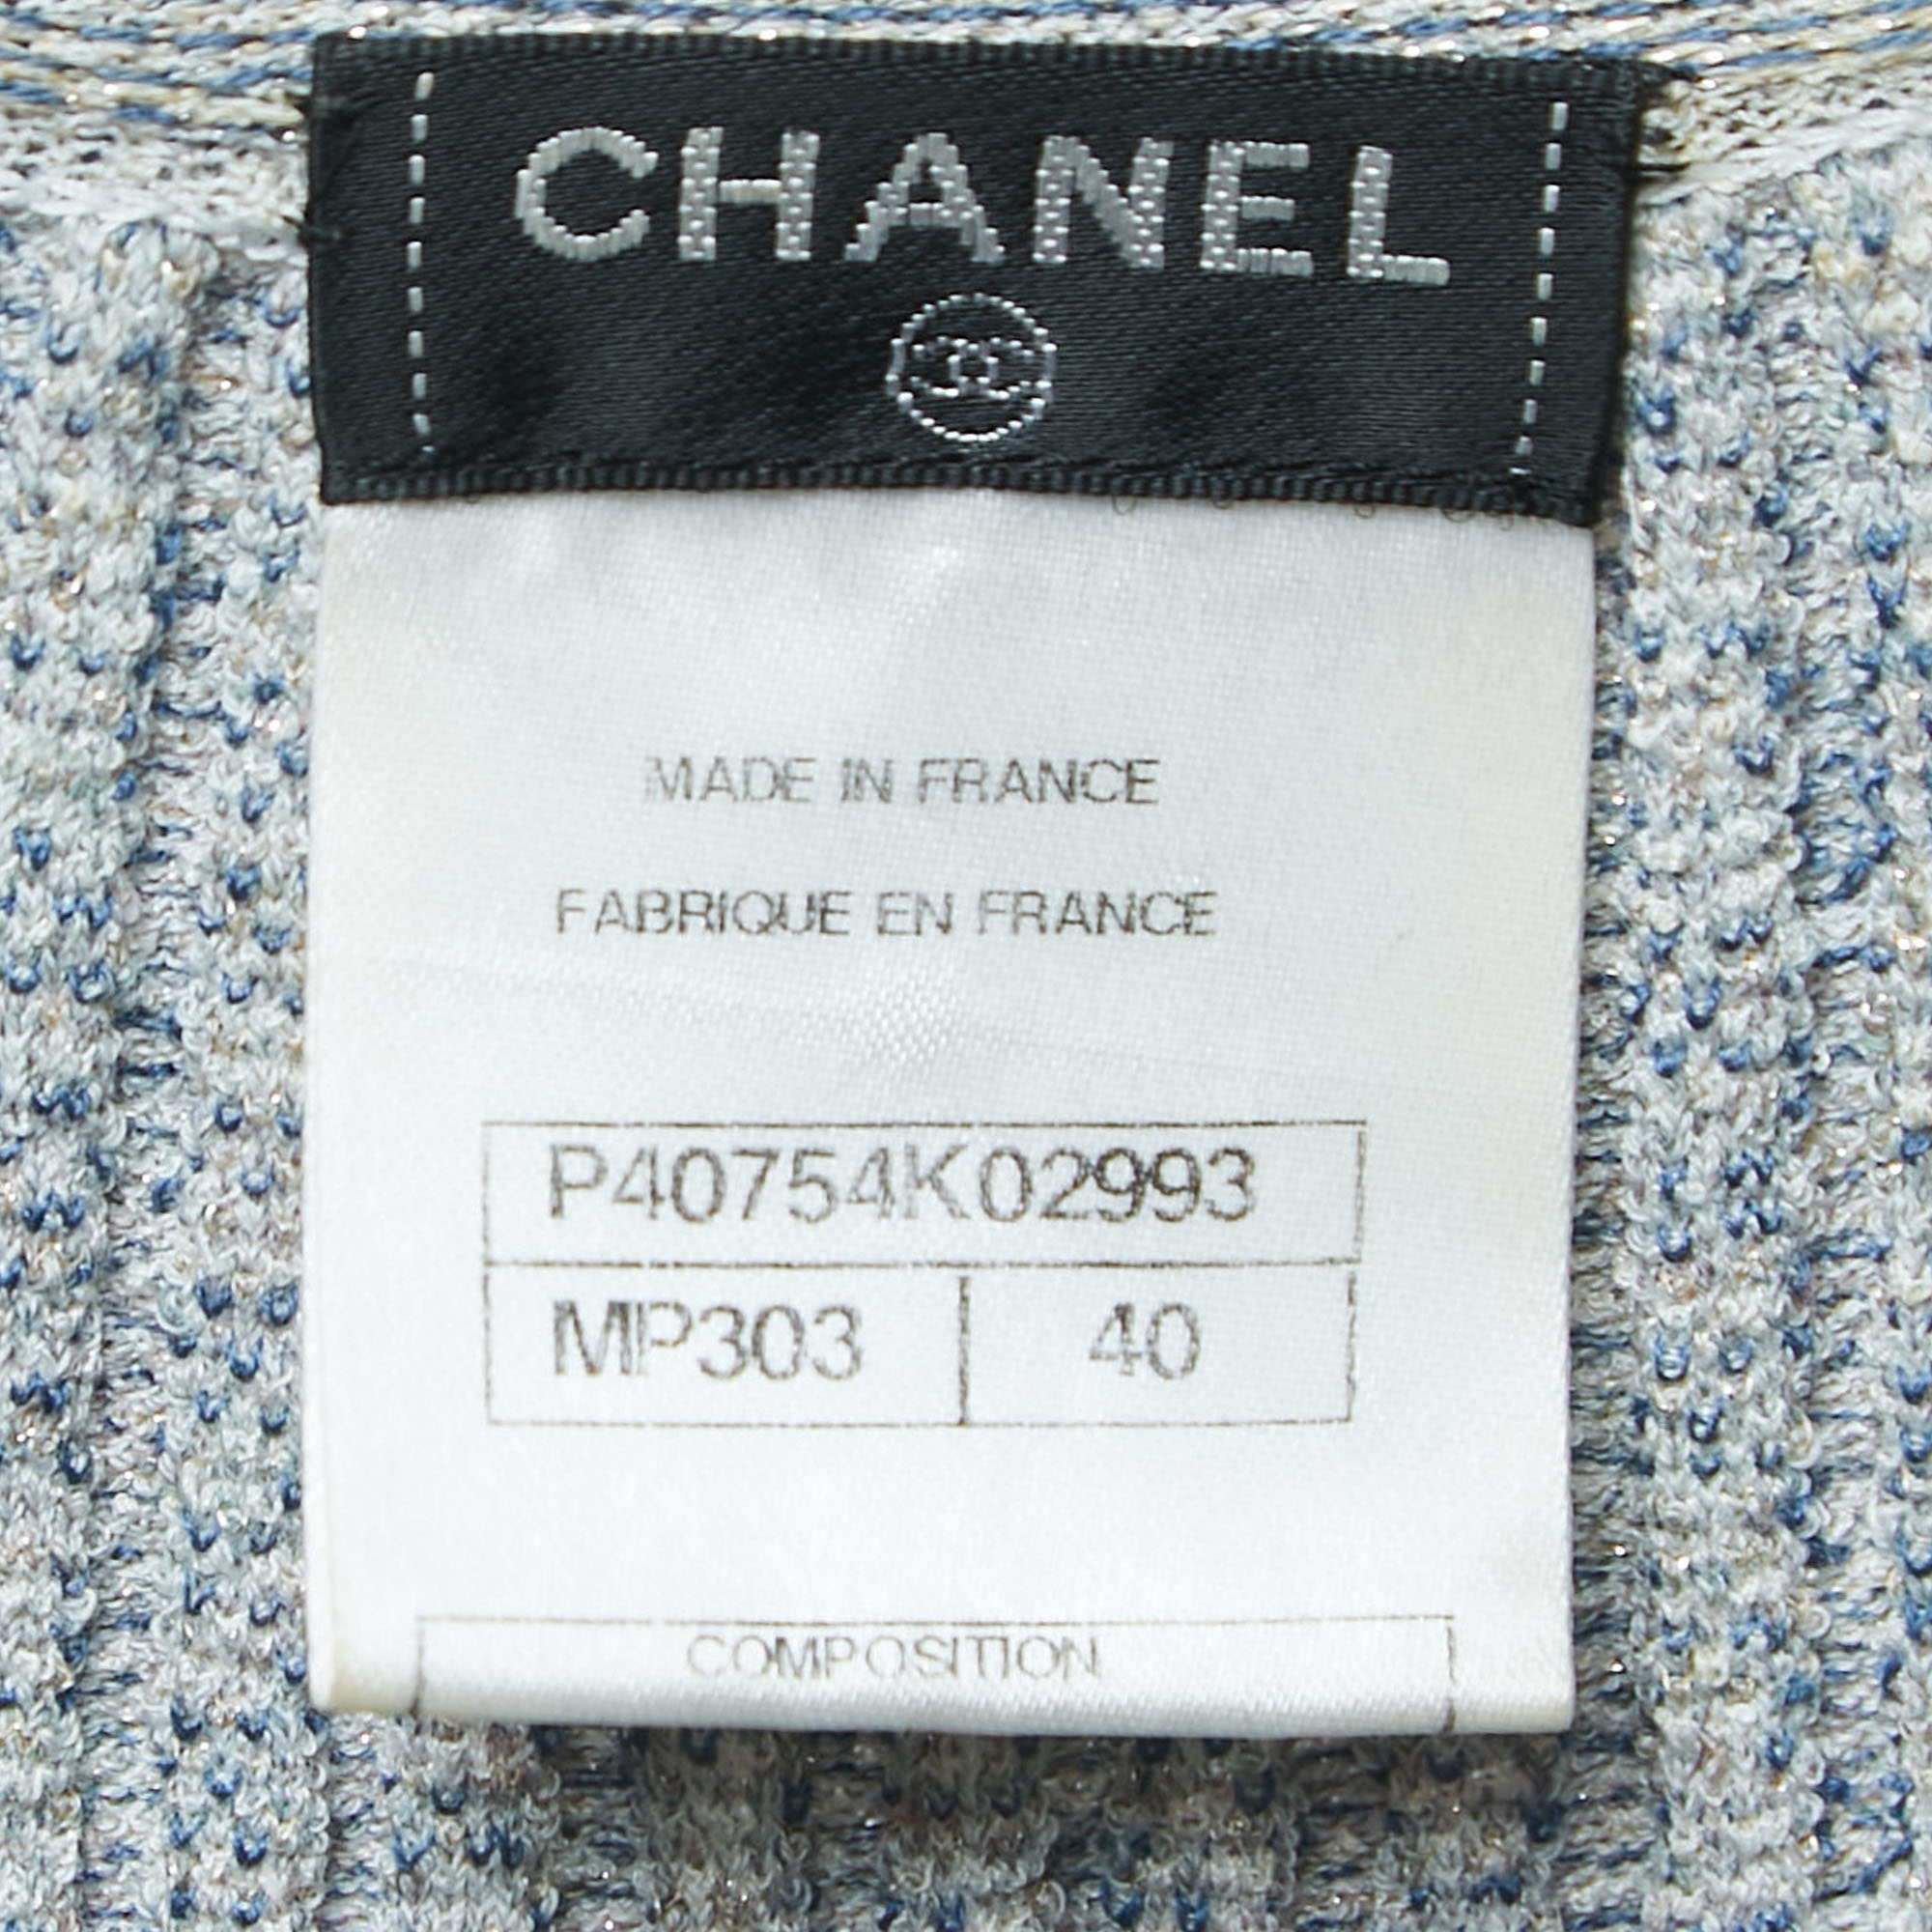 CHANEL
MADE IN FRANCE
FABRIQUE EN FRANCE
P40754K02993
MP303 40
COMPOSITION